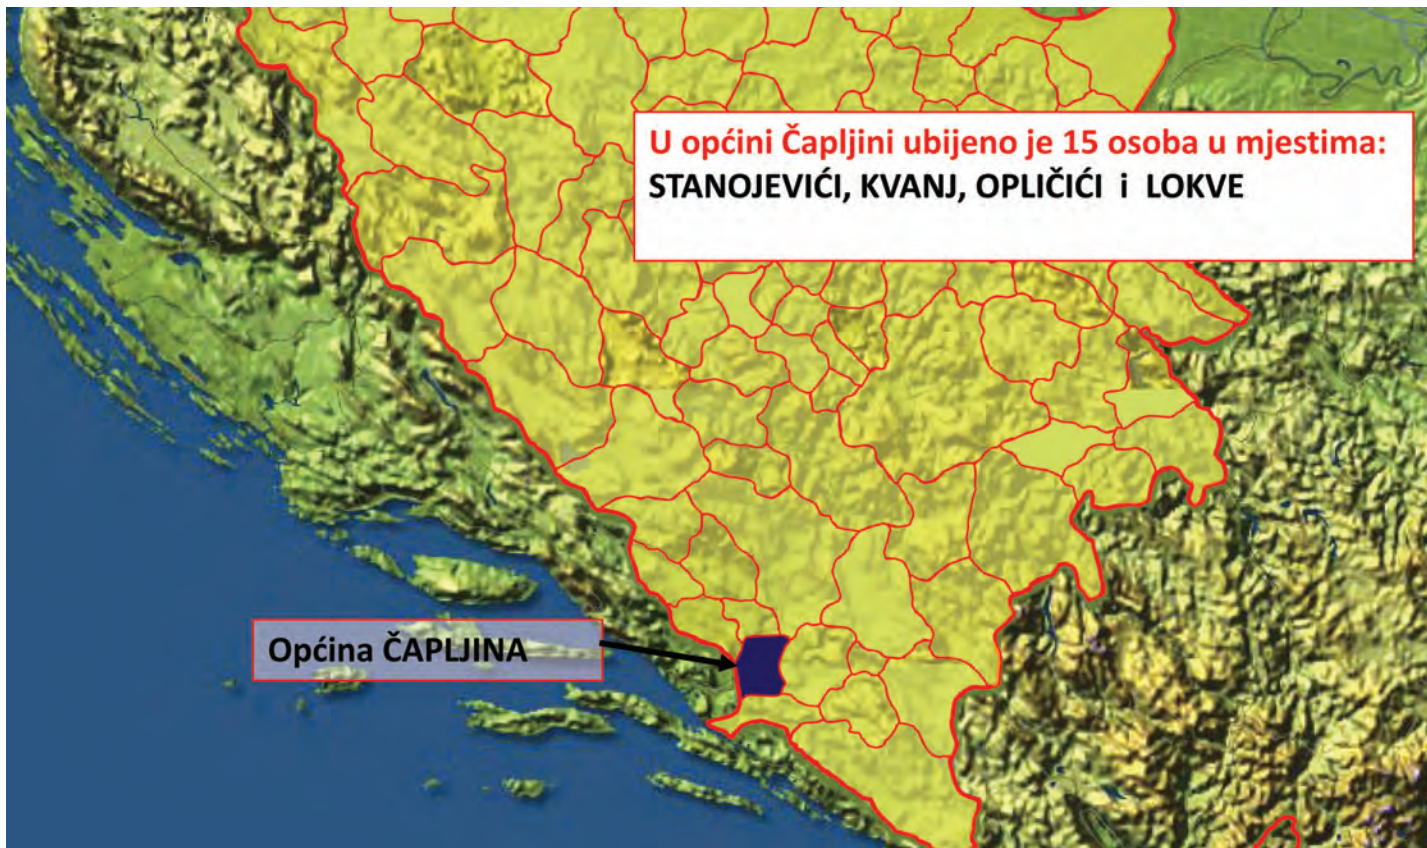 U općini Čapljini ubijeno je 15 osoba u mjestima:
STANOJEVIĆI, KVANJ, OPLIČIĆI i LOKVE
Općina ČAPLJINA